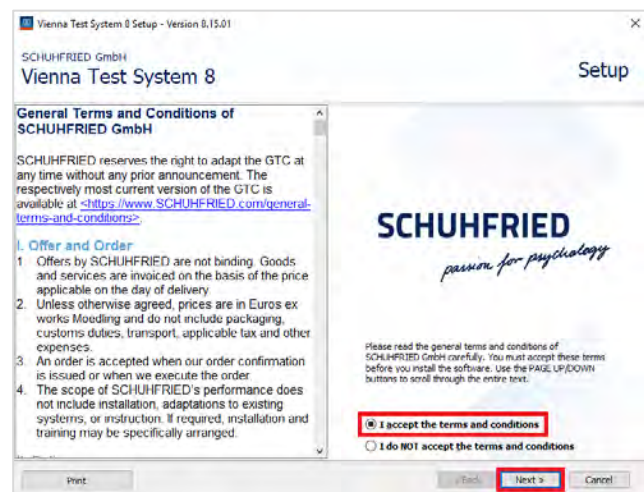 Vienna Test System 8 Setup - Version 8.15.01
SCHUHFRIED GmbH
Vienna Test System 8
Setup
General Terms and Conditions of
SCHUHFRIED GmbH
SCHUHFRIED reserves the right to adapt the GTC at
any time without any prior announcement. The
respectively most current version of the GTC is
available at <https://www.SCHUHFRIED.com/general-
terms-and-conditions>.
I. Offer and Order
1 Offers by SCHUHFRIED are not binding. Goods
and services are invoiced on the basis of the price
applicable on the day of delivery
2. Unless otherwise agreed, prices are in Euros ex
works Moedling and do not include packaging,
customs duties, transport, applicable tax and other
expenses.
3. An order is accepted when our order confirmation
is issued or when we execute the order
4. The scope of SCHUHFRIED's performance does
not include installation, adaptations to existing
systems, or instruction. If required, installation and
training may be specifically arranged.
SCHUHFRIED
passion for psychology
Please read the general terms and conditions of
SCHUHFRIED GmbH carefully. You must accept these terms
before you install the software. Use the PAGE UP/DOWN
buttons to scroll through the entire text.
I accept the terms and conditions
I do NOT accept the terms and conditions
Print
< Back
Next >
Cancel